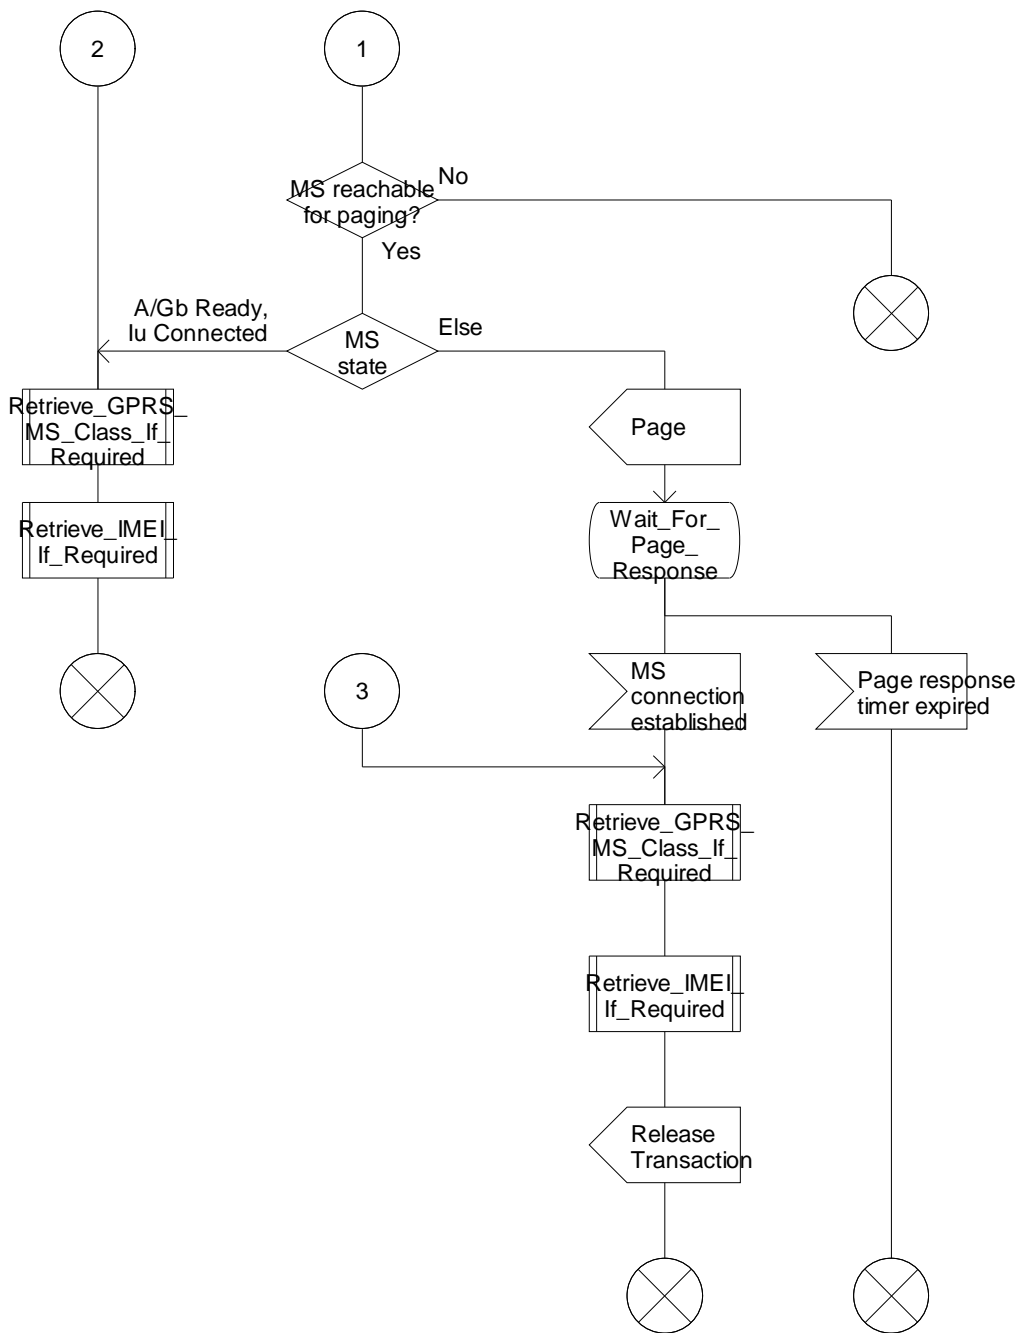 2
1
MS reachable
for paging?
No
Yes
A/Gb Ready,
Iu Connected
MS
state
Else
Retrieve_GPRS_
MS_Class_If_
Required
Page
Retrieve_IMEI_
If_Required
Wait_For_
Page_
Response
3
MS
connection
established
Page response
timer expired
Retrieve_GPRS_
MS_Class_If_
Required
Retrieve_IMEI_
If_Required
Release
Transaction